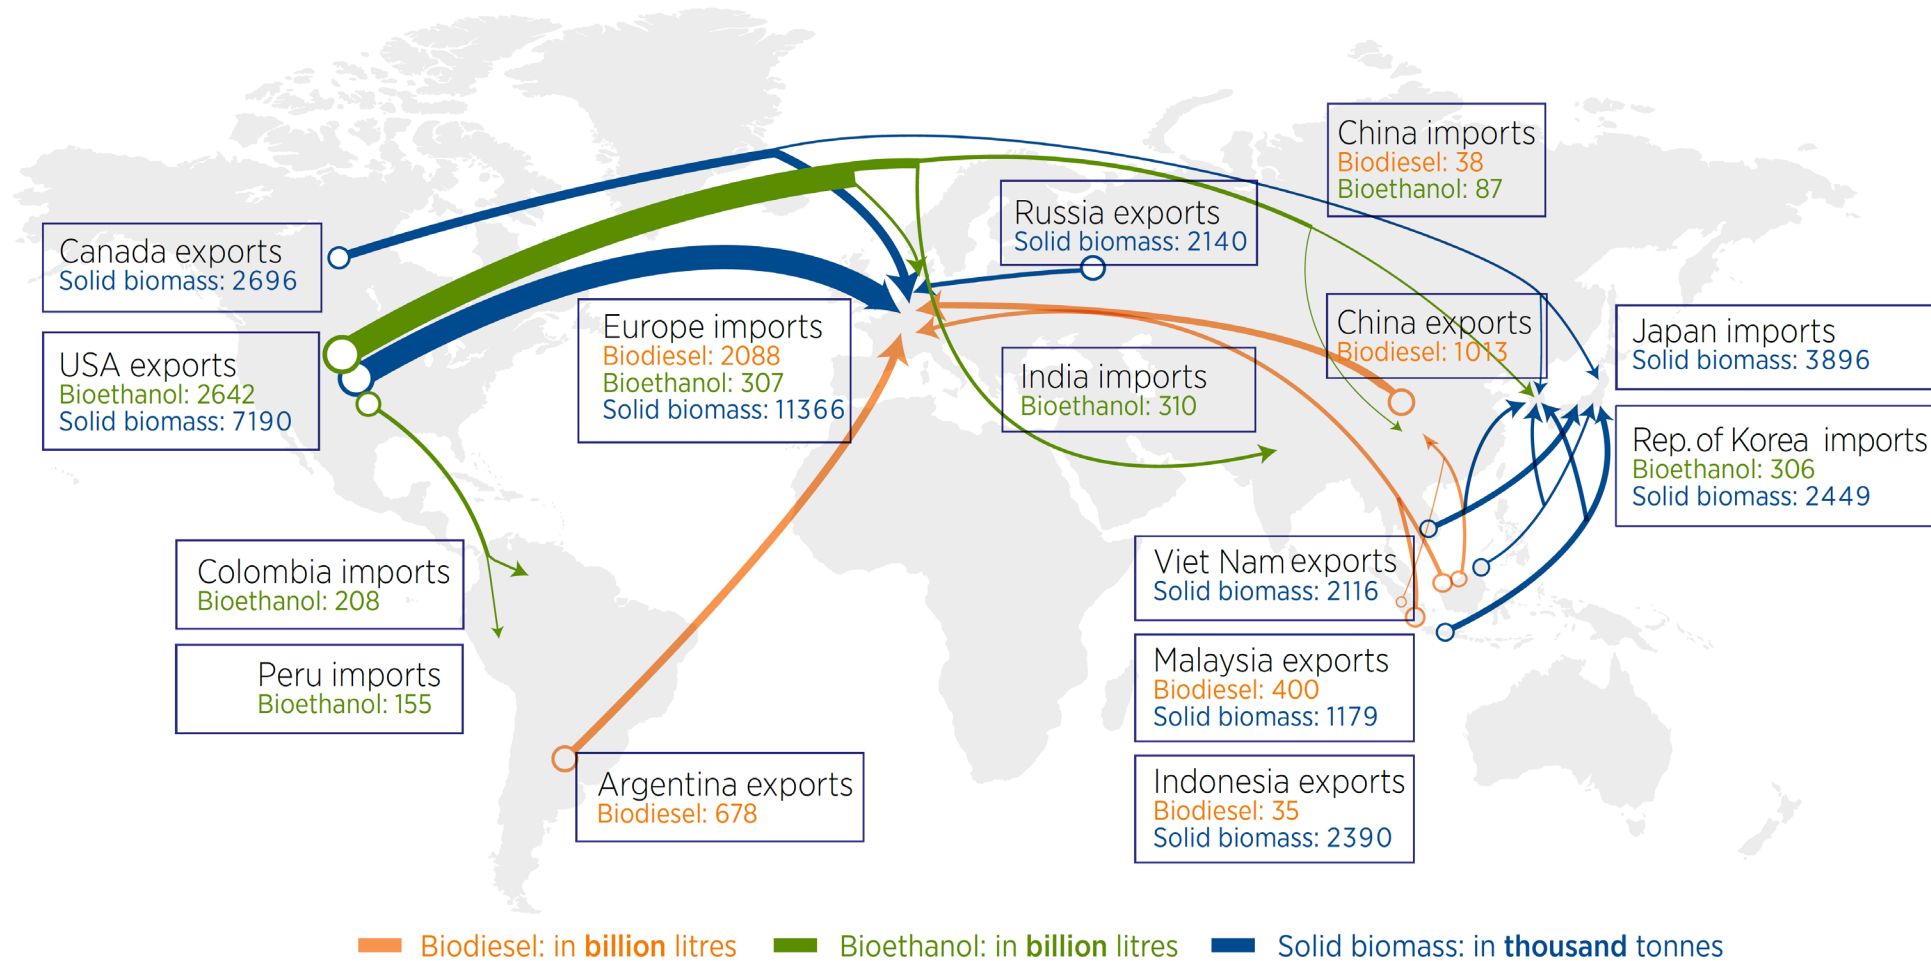 China imports
Biodiesel: 38
Bioethanol: 87
Russia exports
Solid biomass: 2140
Canada exports
Solid biomass: 2696
USA exports
Bioethanol: 2642
Solid biomass: 7190
Europe imports
Biodiesel: 2088
Bioethanol: 307
Solid biomass: 11366
China exports
Biodiesel: 1013
Japan imports
Solid biomass: 3896
India imports
Bioethanol: 310
Rep. of Korea imports
Bioethanol: 306
Solid biomass: 2449
Colombia imports
Bioethanol: 208
Viet Nam exports
Solid biomass: 2116
Peru imports
Bioethanol: 155
Malaysia exports
Biodiesel: 400
Solid biomass: 1179
Argentina exports
Biodiesel: 678
Indonesia exports
Biodiesel: 35
Solid biomass: 2390
Biodiesel: in billion litres
Bioethanol: in billion litres
Solid biomass: in thousand tonnes